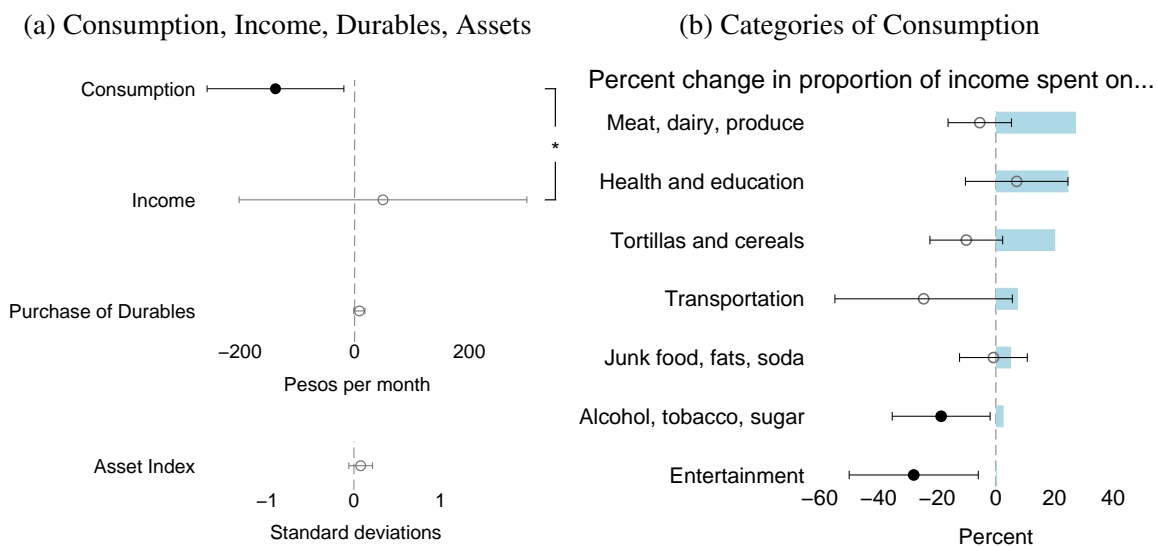 (a) Consumption, Income, Durables, Assets
Consumption
*
Income
Purchase of Durables
−200 0 200
Pesos per month
Asset Index
−1 0 1
Standard deviations
(b) Categories of Consumption
Percent change in proportion of income spent on...
Meat, dairy, produce
Health and education
Tortillas and cereals
Transportation
Junk food, fats, soda
Alcohol, tobacco, sugar
Entertainment
−60 −40 −20 0 20 40
Percent